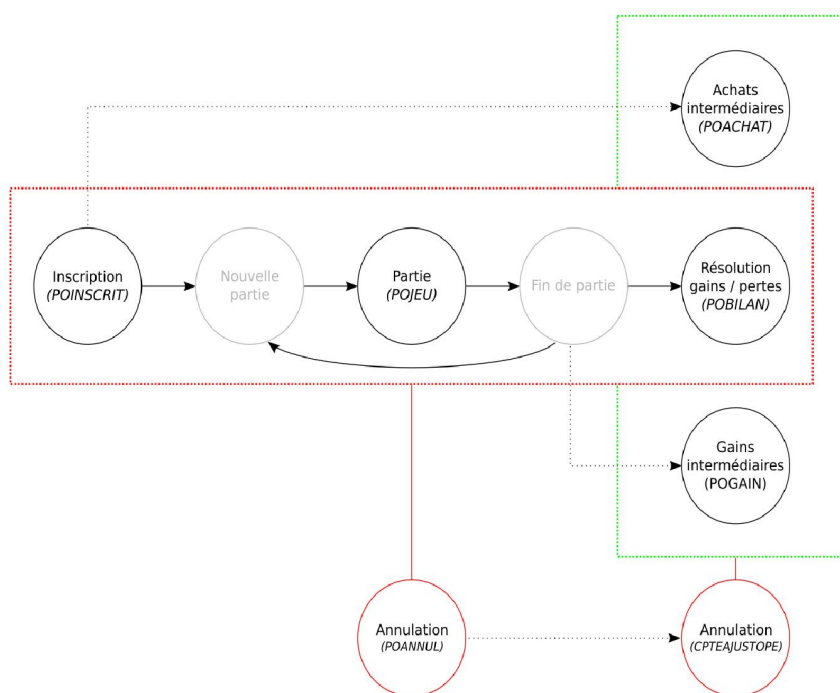 Achats
intermédiaires
(POACHAT)
Inscription
(POINSCRIT)
Nouvelle
partie
Partie
(POJEU)
Fin de partie
Résolution
gains / pertes
(POBILAN)
Gains
intermédiaires
(POGAIN)
Annulation
(POANNUL)
Annulation
(CPTEAJUSTOPE)